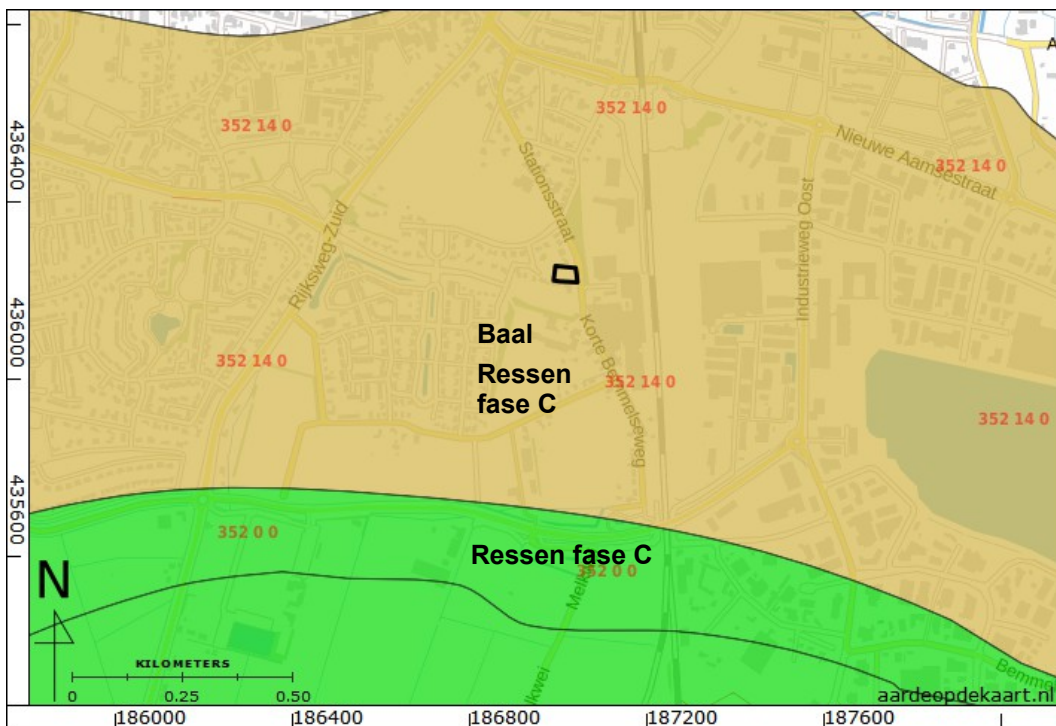 A
352 14 0
352 14 0
436400
Nieuwe Aamsestraat
352 14 0
Stationsstraat
Industrieweg Oost
Rijksweg-Zuid
436000
Baal
Ressen
fase C
Korte Bemmelseweg
352 14 0
352 14 0
352 14 0
435600
352 0 0
Ressen fase C
352 0 0
N
KILOMETERS
0 0.25 0.50
aardeopdekaart.nl
186000 186400 186800 187200 187600